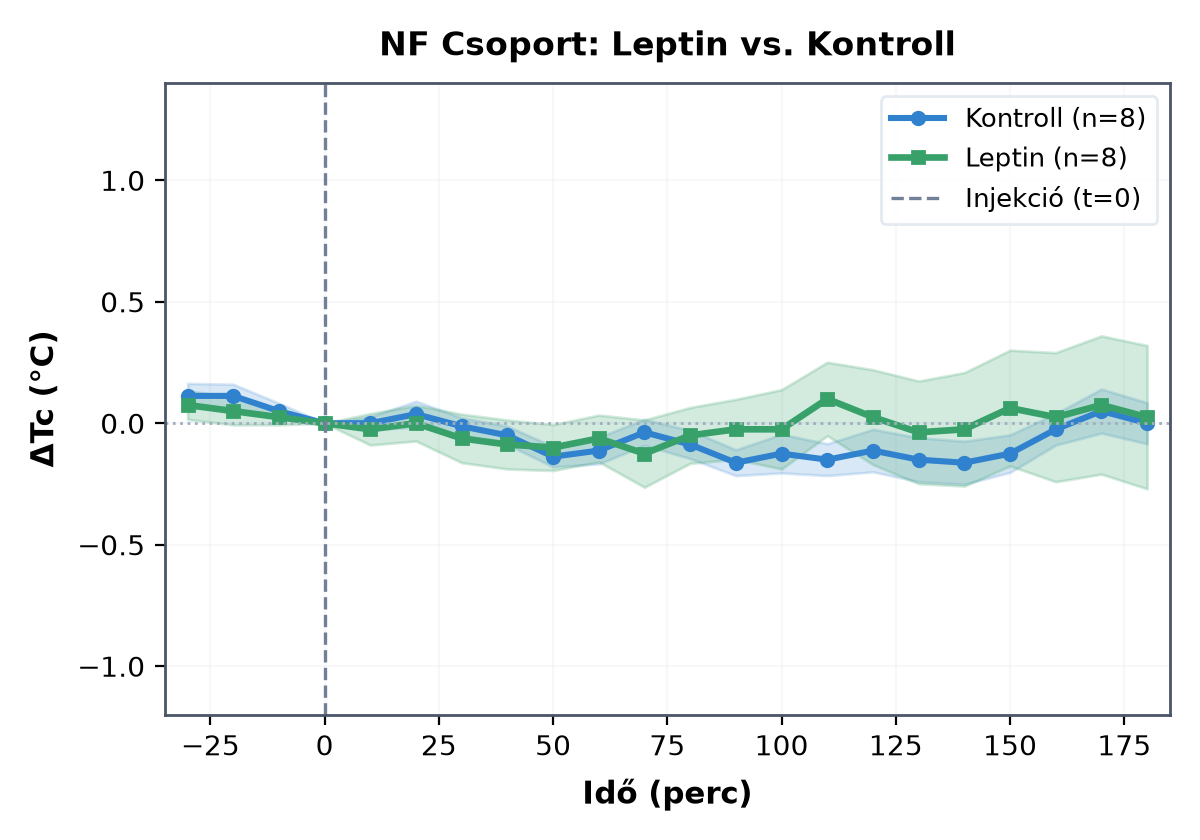 NF Csoport: Leptin vs. Kontroll
Kontroll (n=8)
Leptin (n=8)
Injekció (t=0)
ΔTc (°C)
1.0
0.5
0.0
−0.5
−1.0
−25 0 25 50 75 100 125 150 175
Idő (perc)